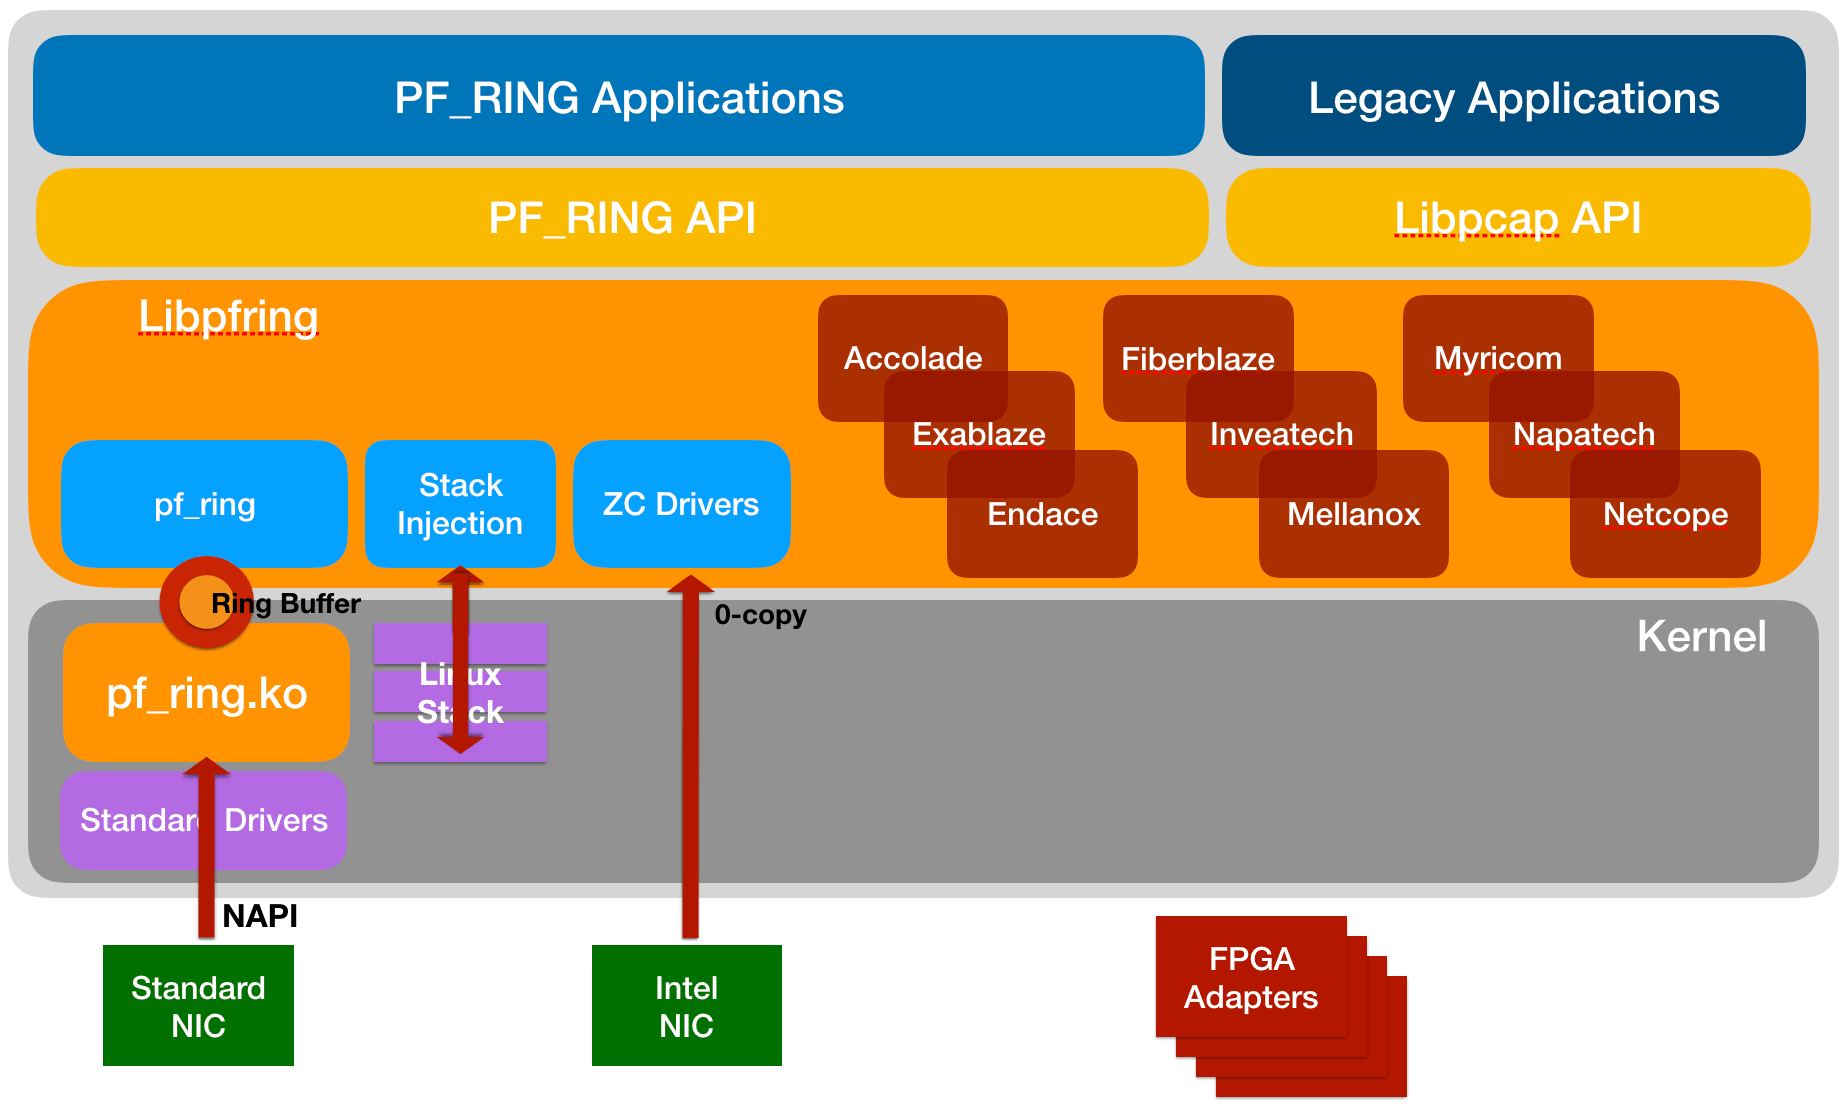 PF_RING Applications
Legacy Applications
PF_RING API
Libpcap API
Libpfring
Accolade
Fiberblaze
Myricom
Exablaze
Inveatech
Napatech
Endace
Mellanox
Netcope
pf_ring
Stack
Injection
ZC Drivers
Ring Buffer
0-copy
Kernel
pf_ring.ko
Linux
Stack
Standard Drivers
NAPI
Standard
NIC
Intel
NIC
FPGA
Adapters